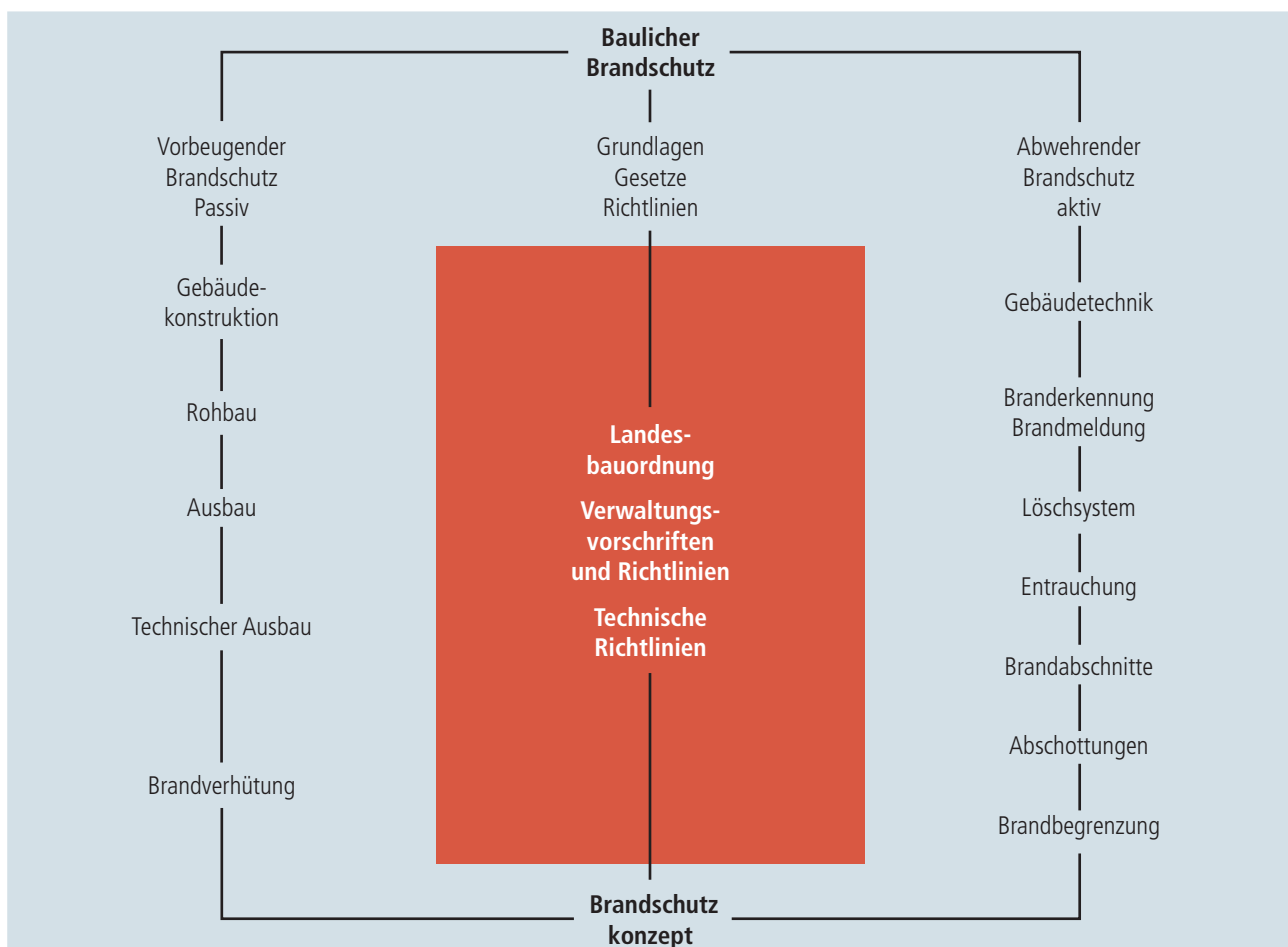 Baulicher
Brandschutz
Vorbeugender
Brandschutz
Passiv
Gebäude-
konstruktion
Rohbau
Ausbau
Technischer Ausbau
Brandverhütung
Grundlagen
Gesetze
Richtlinien
Landes-
bauordnung
Verwaltungs-
vorschriften
und Richtlinien
Technische
Richtlinien
Abwehrender
Brandschutz
aktiv
Gebäudetechnik
Branderkennung
Brandmeldung
Löschsystem
Entrauchung
Brandabschnitte
Abschottungen
Brandbegrenzung
Brandschutz
konzept